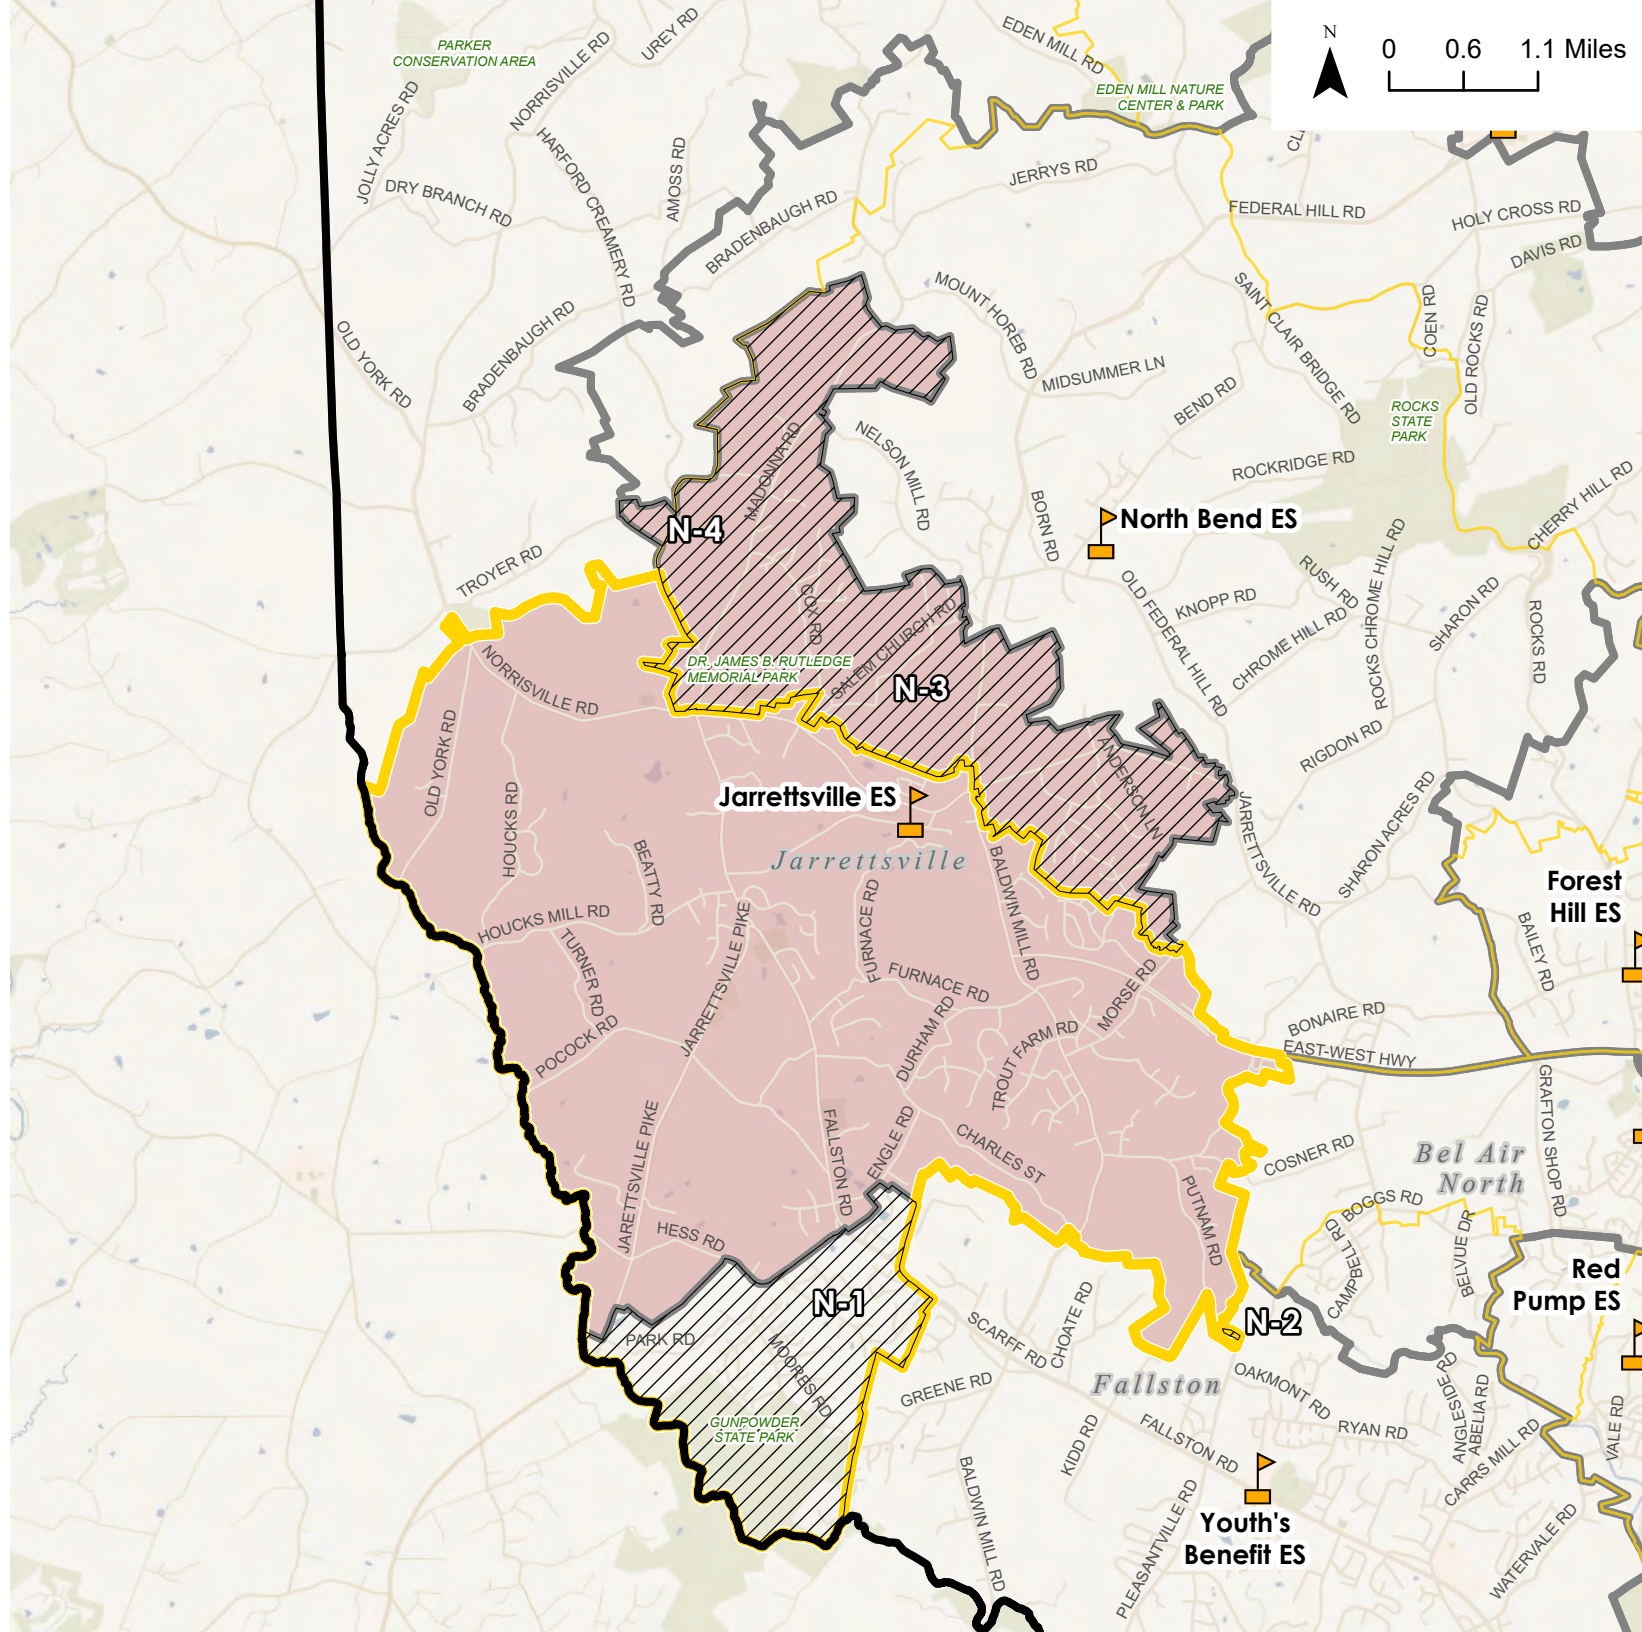 N
0 0.6 1.1 Miles
PARKER
CONSERVATION AREA
NORRISVILLE RD
UREY RD
EDEN MILL RD
EDEN MILL NATURE
CENTER & PARK
JOLLY ACRES RD
DRY BRANCH RD
HARFORD CREAMERY RD
AMOSS RD
BRADENBAUGH RD
JERRYS RD
FEDERAL HILL RD
HOLY CROSS RD
DAVIS RD
OLD YORK RD
BRADENBAUGH RD
MOUNT HOREB RD
MIDSUMMER LN
SAINT CLAIR BRIDGE RD
COEN RD
OLD ROCKS RD
BEND RD
ROCKS
STATE
PARK
MADONNA RD
NELSON MILL RD
ROCKRIDGE RD
CHERRY HILL RD
BORN RD
North Bend ES
N-4
TROYER RD
COX RD
SALEM CHURCH RD
OLD FEDERAL HILL RD
KNOPP RD
RUSH RD
CHROME HILL RD
ROCKS CHROME HILL RD
SHARON RD
ROCKS RD
DR. JAMES B. RUTLEDGE
MEMORIAL PARK
N-3
NORRISVILLE RD
OLD YORK RD
HOUCKS RD
ANDERSON LN
RIGDON RD
JARRETTSVILLE RD
SHARON ACRES RD
Jarrettsville ES
Jarrettsville
BEATTY RD
BALDWIN MILL RD
Forest
Hill ES
HOUCKS MILL RD
TURNER RD
JARRETTSVILLE PIKE
FURNACE RD
FURNACE RD
MORSE RD
BAILEY RD
DURHAM RD
TROUT FARM RD
BONAIRE RD
EAST-WEST HWY
POCOCK RD
GRAFTON SHOP RD
JARETTSVILLE PIKE
FALLSTON RD
ENGLE RD
CHARLES ST
COSNER RD
Bel Air
North
PUTNAM RD
BOGGS RD
CAMPBELL RD
BELVUE DR
HESS RD
Red
Pump ES
N-1
N-2
PARK RD
MOORES RD
SCARFF RD
CHOATE RD
GREENE RD
Fallston
OAKMONT RD
RYAN RD
ANGLESIDE RD
ABELIA RD
CARRS MILL RD
VALE RD
GUNPOWDER
STATE PARK
KIDD RD
FALLSTON RD
BALDWIN MILL RD
PLEASANTVILLE RD
Youth's
Benefit ES
WATERVALE RD